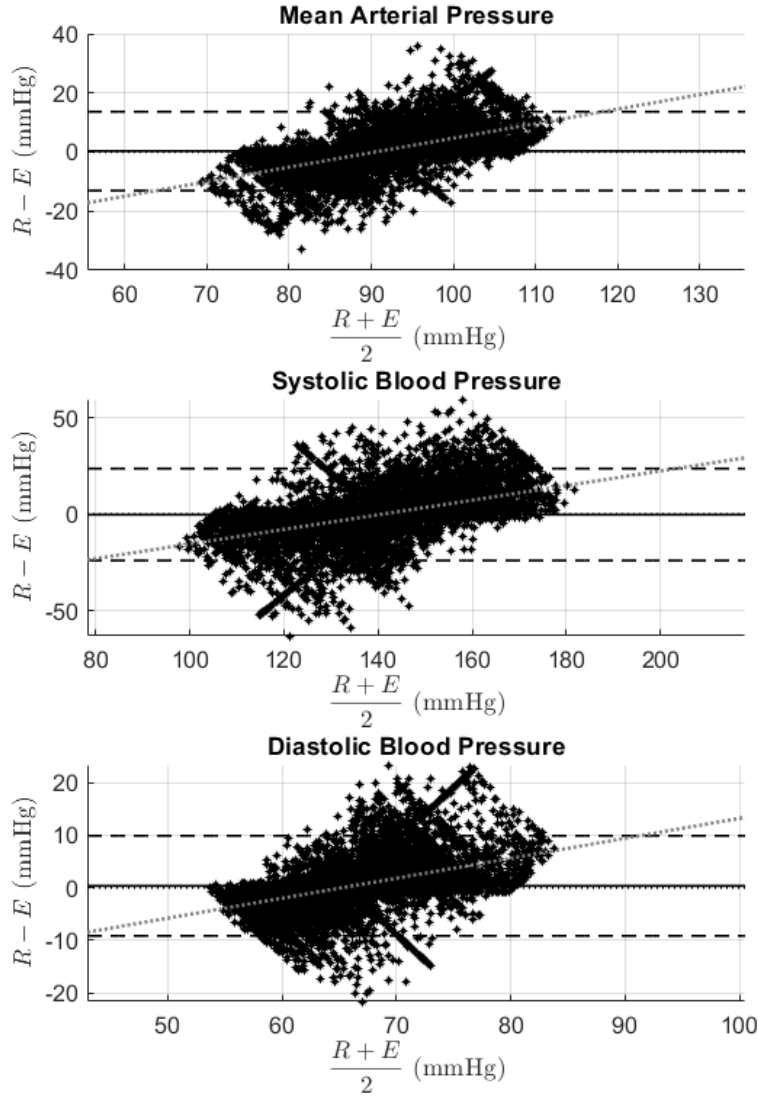 Mean Arterial Pressure
R − E (mmHg)
40
20
0
-20
-40
60 70 80 90 100 110 120 130
R + E
2
(mmHg)
Systolic Blood Pressure
R − E (mmHg)
50
0
-50
80 100 120 140 160 180 200
R + E
2
(mmHg)
Diastolic Blood Pressure
R − E (mmHg)
20
10
0
-10
-20
50 60 70 80 90 100
R + E
2
(mmHg)